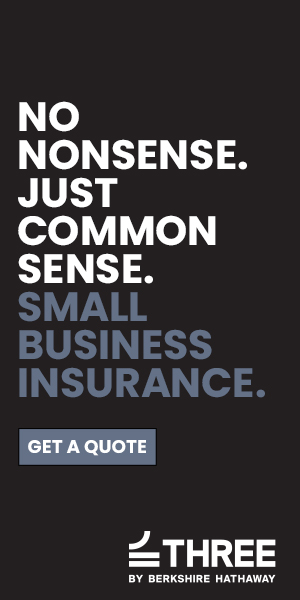 NO
NONSENSE.
JUST
COMMON
SENSE.
SMALL
BUSINESS
INSURANCE.
GET A QUOTE
THREE
BY BERKSHIRE HATHAWAY